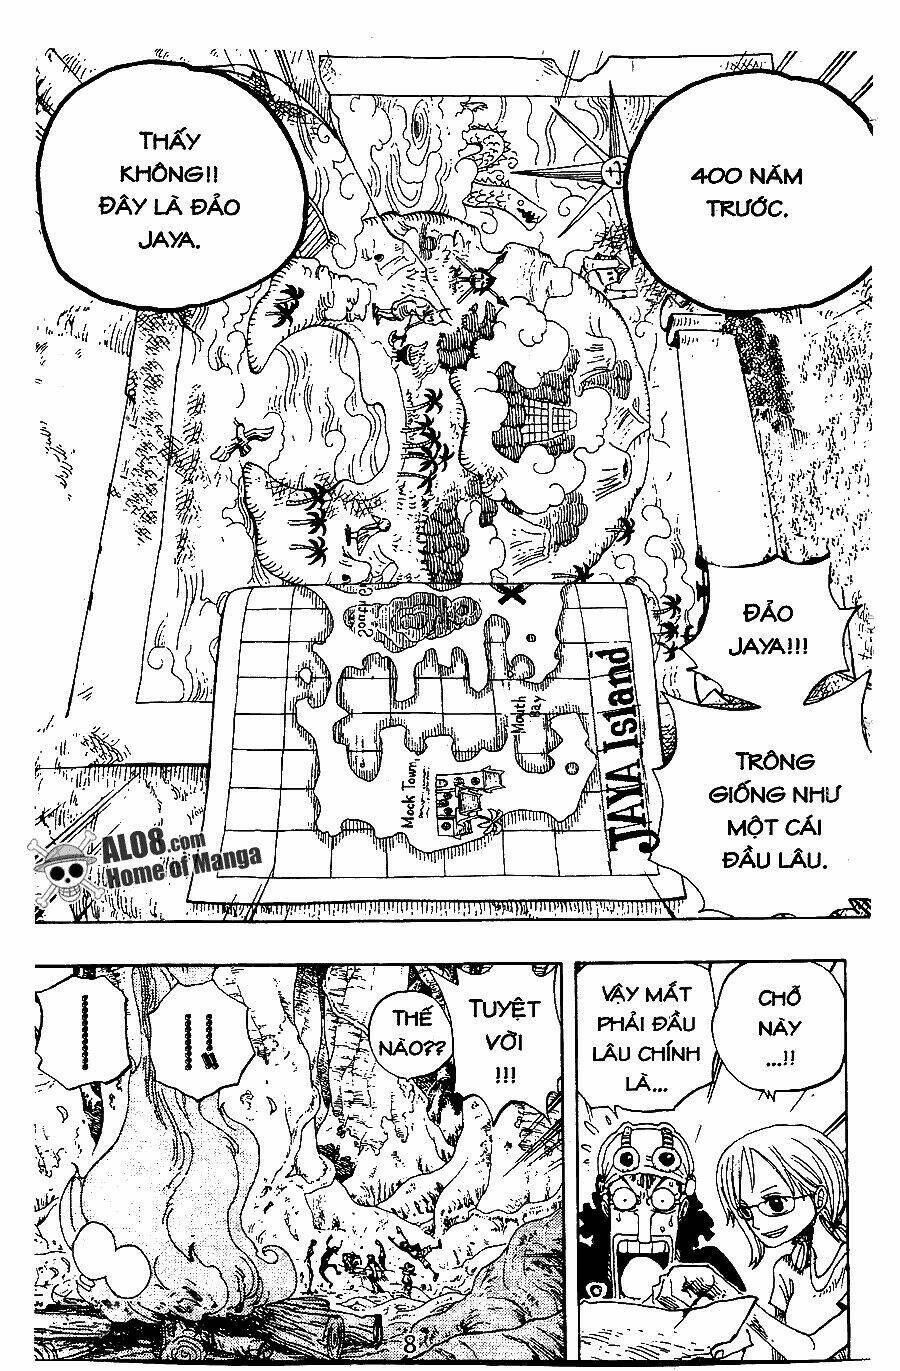 400 NĂM
TRƯỚC.
THẤY
KHÔNG!!
ĐÂY LÀ ĐẢO
JAYA.
ĐẢO
JAYA!!!
TRÔNG
GIỐNG NHƯ
MỘT CÁI
ĐẦU LÂU.
JAYA Island
Mouth
Bay
Mock Town
AL08.com
Home of Manga
CHỖ
NÀY
...!!
VẬY MẮT
PHẢI ĐẦU
LÂU CHÍNH
LÀ...
TUYỆT
VỜI
!!!
THẾ
NÀO??
8